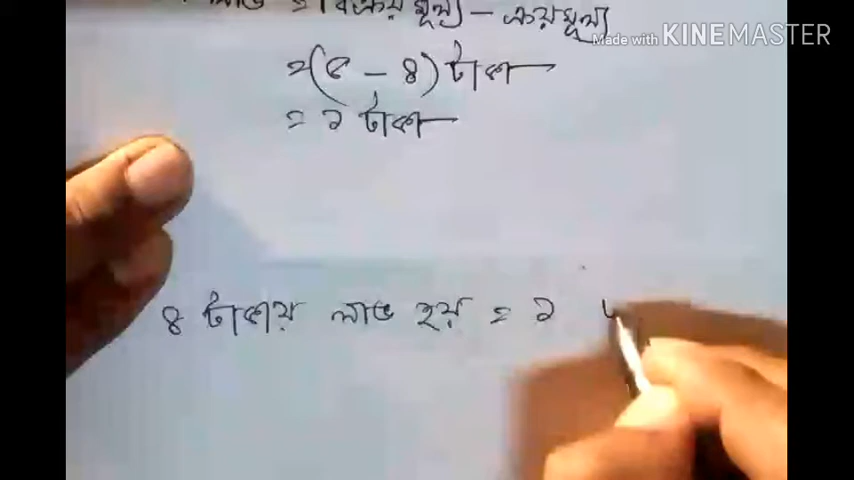 লাভ = বিক্রয়মূল্য - ক্রয়মূল্য
Made with KINEMASTER
=(৫ - ৪) টাকা
= ১ টাকা
৪ টাকায় লাভ হয় = ১